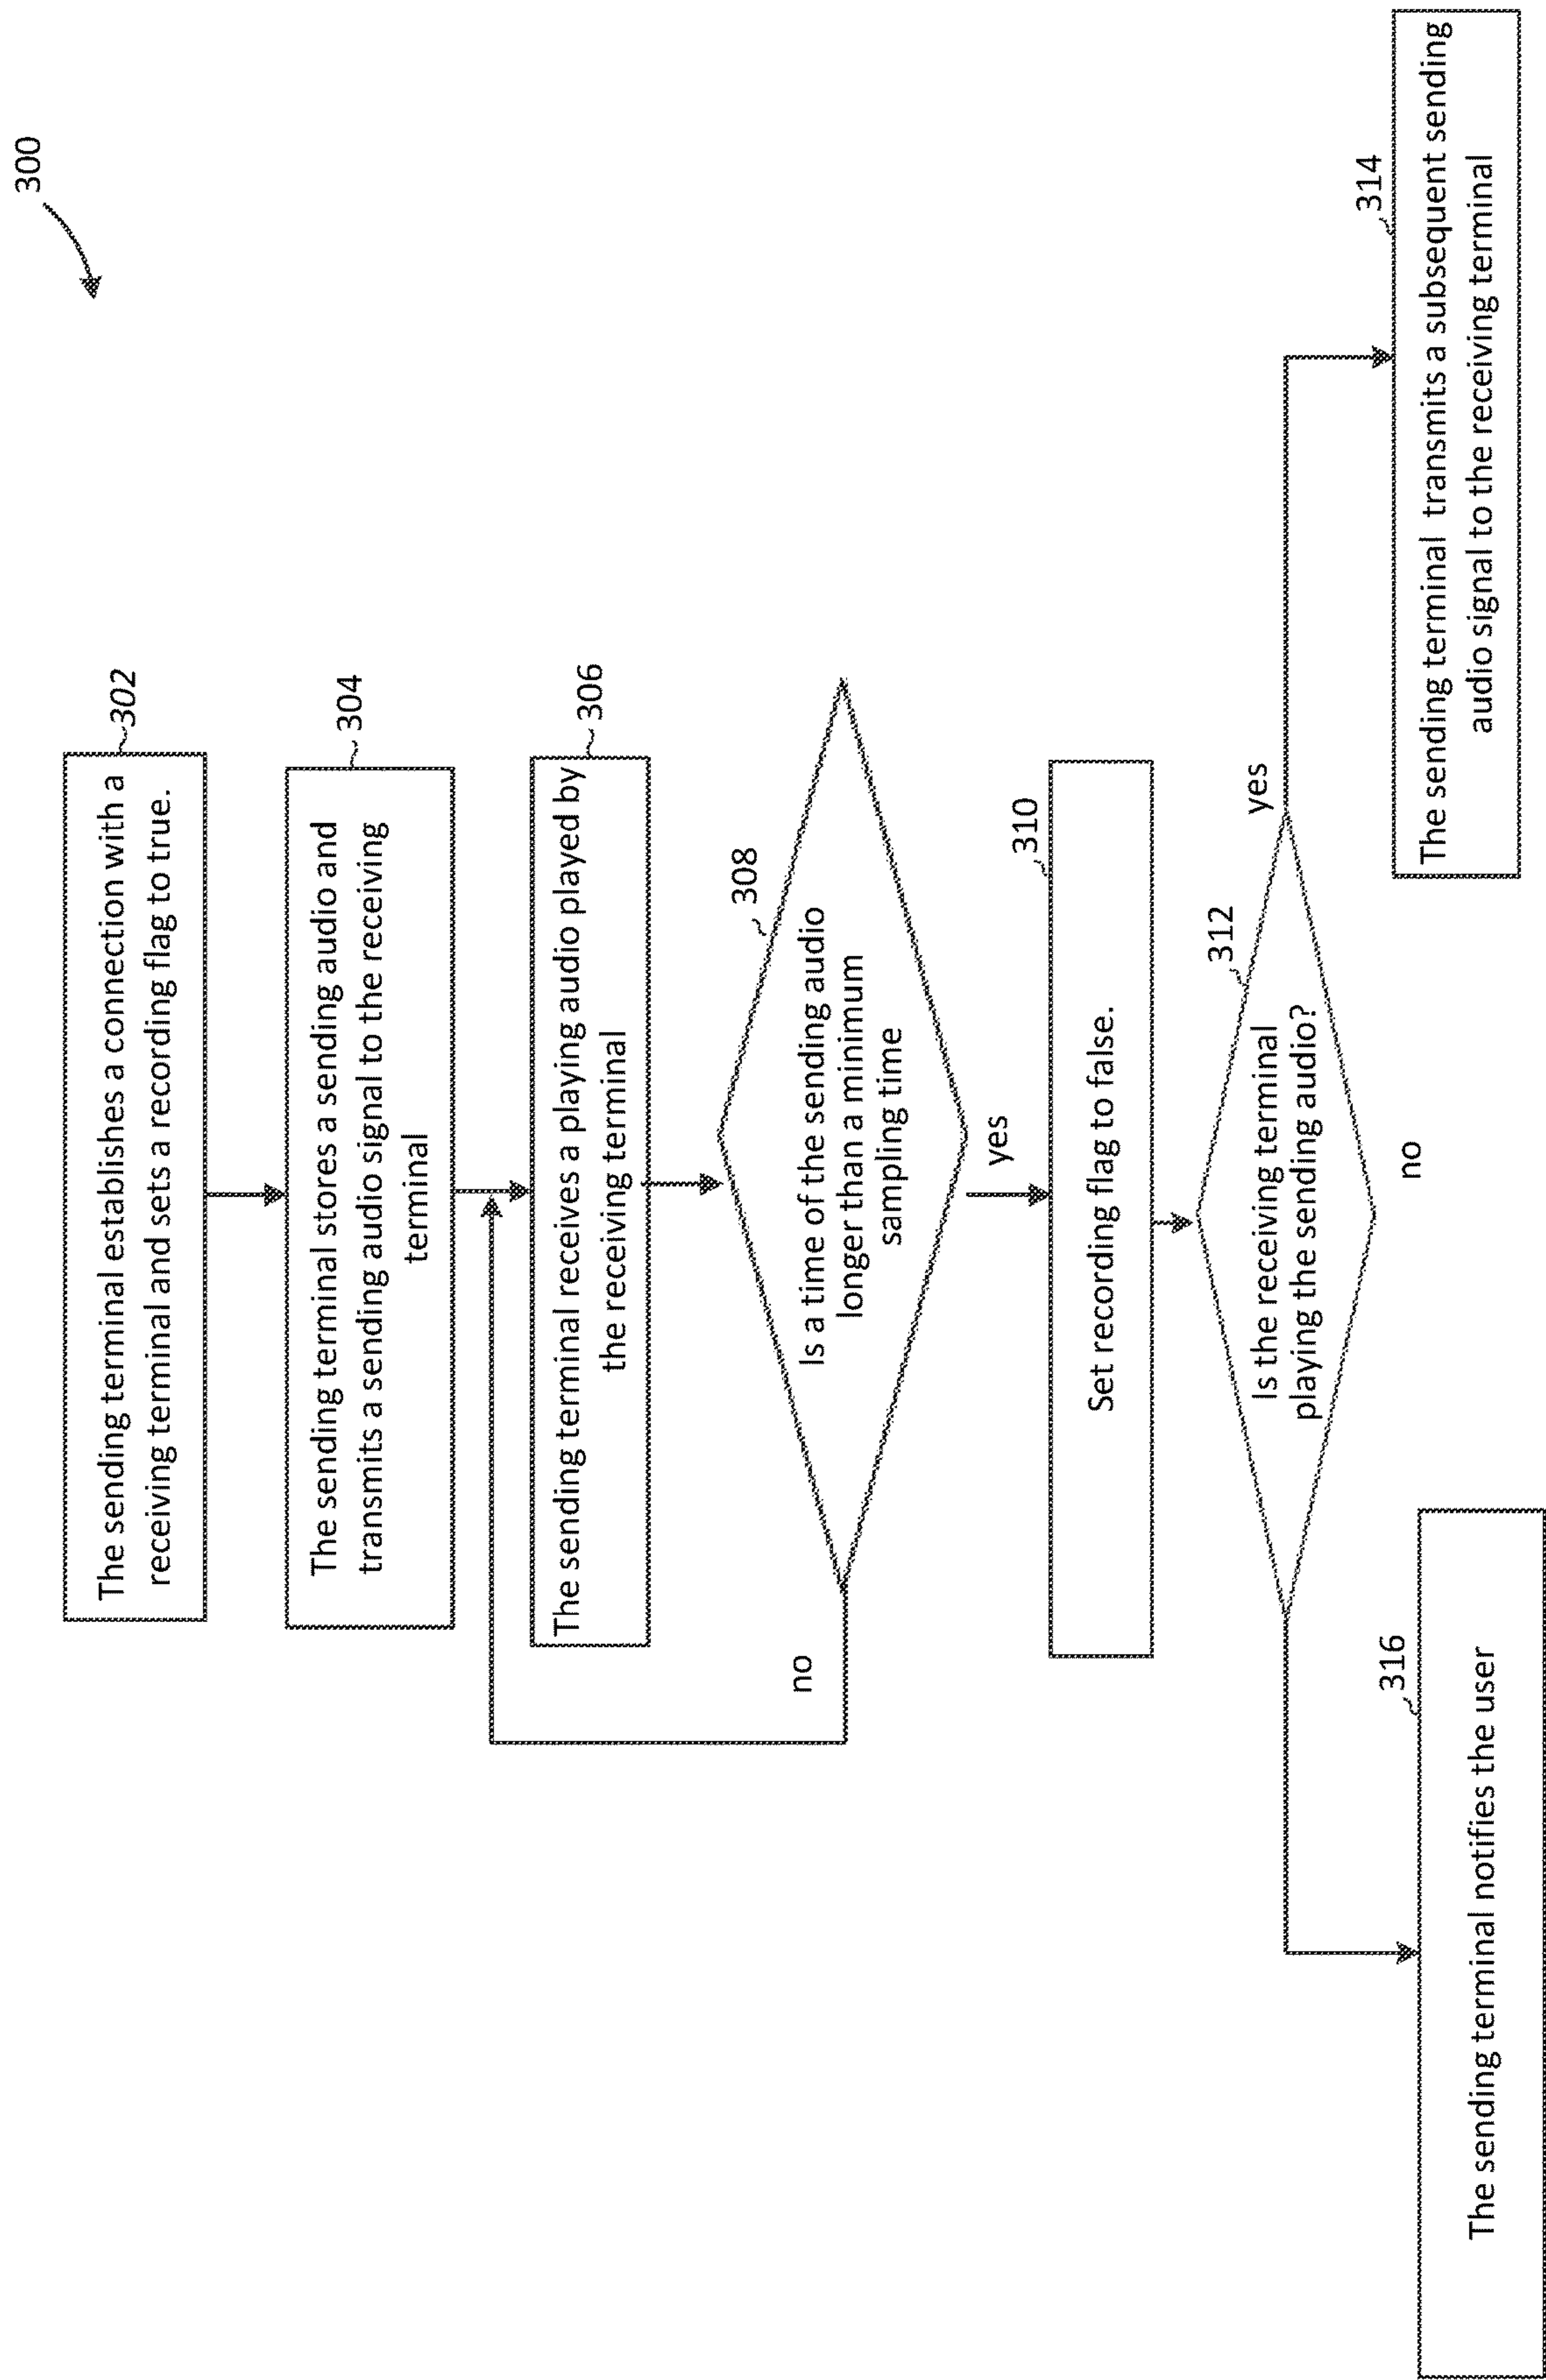 300
302
The sending terminal establishes a connection with a
receiving terminal and sets a recording flag to true.
304
The sending terminal stores a sending audio and
transmits a sending audio signal to the receiving
terminal
306
The sending terminal receives a playing audio played by
the receiving terminal
308
Is a time of the sending audio
longer than a minimum
sampling time
no
yes
310
Set recording flag to false.
312
Is the receiving terminal
playing the sending audio?
yes
no
314
The sending terminal transmits a subsequent sending
audio signal to the receiving terminal
316
The sending terminal notifies the user